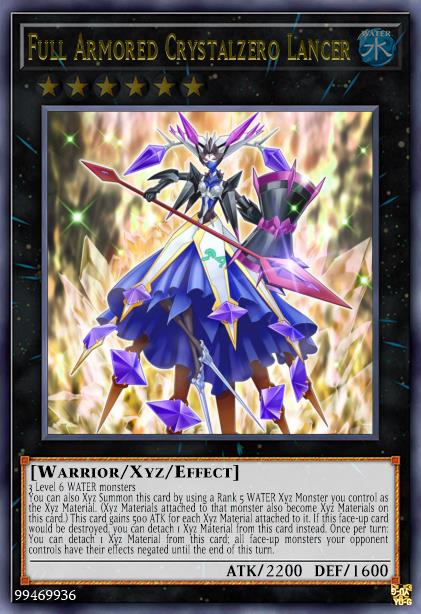 Full Armored Crystalzero Lancer
WATER
水
[Warrior/Xyz/Effect]
3 Level 6 WATER monsters
You can also Xyz Summon this card by using a Rank 5 WATER Xyz Monster you control as
the Xyz Material. (Xyz Materials attached to that monster also become Xyz Materials on
this card.) This card gains 500 ATK for each Xyz Material attached to it. If this face-up card
would be destroyed, you can detach 1 Xyz Material from this card instead. Once per turn:
You can detach 1 Xyz Material from this card; all face-up monsters your opponent
controls have their effects negated until the end of this turn.
ATK/2200 DEF/1600
99469936